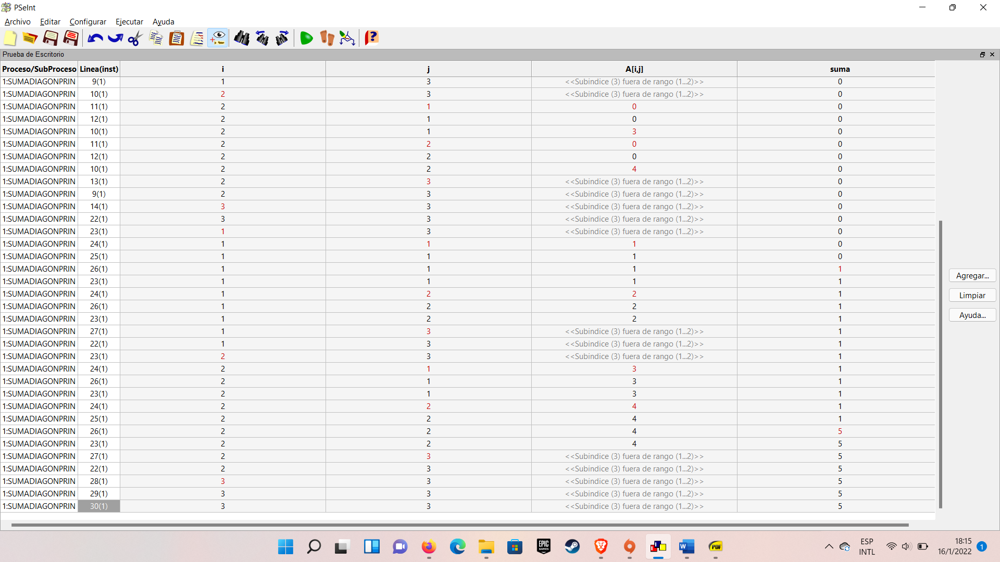 PSeInt
Archivo Editar Configurar Ejecutar Ayuda
Prueba de Escritorio
Proceso/SubProceso Linea(inst) i j A[i,j] suma
1:SUMADIAGONPRIN 9(1) 1 3 <<Subindice (3) fuera de rango (1...2)>> 0
1:SUMADIAGONPRIN 10(1) 2 3 <<Subindice (3) fuera de rango (1...2)>> 0
1:SUMADIAGONPRIN 11(1) 2 1 0 0
1:SUMADIAGONPRIN 12(1) 2 1 0 0
1:SUMADIAGONPRIN 10(1) 2 1 3 0
1:SUMADIAGONPRIN 11(1) 2 2 0 0
1:SUMADIAGONPRIN 12(1) 2 2 0 0
1:SUMADIAGONPRIN 10(1) 2 2 4 0
1:SUMADIAGONPRIN 13(1) 2 3 <<Subindice (3) fuera de rango (1...2)>> 0
1:SUMADIAGONPRIN 9(1) 2 3 <<Subindice (3) fuera de rango (1...2)>> 0
1:SUMADIAGONPRIN 14(1) 3 3 <<Subindice (3) fuera de rango (1...2)>> 0
1:SUMADIAGONPRIN 22(1) 3 3 <<Subindice (3) fuera de rango (1...2)>> 0
1:SUMADIAGONPRIN 23(1) 1 3 <<Subindice (3) fuera de rango (1...2)>> 0
1:SUMADIAGONPRIN 24(1) 1 1 1 0
1:SUMADIAGONPRIN 25(1) 1 1 1 0
1:SUMADIAGONPRIN 26(1) 1 1 1 1
1:SUMADIAGONPRIN 23(1) 1 1 1 1
1:SUMADIAGONPRIN 24(1) 1 2 2 1
1:SUMADIAGONPRIN 26(1) 1 2 2 1
1:SUMADIAGONPRIN 23(1) 1 2 2 1
1:SUMADIAGONPRIN 27(1) 1 3 <<Subindice (3) fuera de rango (1...2)>> 1
1:SUMADIAGONPRIN 22(1) 1 3 <<Subindice (3) fuera de rango (1...2)>> 1
1:SUMADIAGONPRIN 23(1) 2 3 <<Subindice (3) fuera de rango (1...2)>> 1
1:SUMADIAGONPRIN 24(1) 2 1 3 1
1:SUMADIAGONPRIN 26(1) 2 1 3 1
1:SUMADIAGONPRIN 23(1) 2 1 3 1
1:SUMADIAGONPRIN 24(1) 2 2 4 1
1:SUMADIAGONPRIN 25(1) 2 2 4 1
1:SUMADIAGONPRIN 26(1) 2 2 4 5
1:SUMADIAGONPRIN 23(1) 2 2 4 5
1:SUMADIAGONPRIN 27(1) 2 3 <<Subindice (3) fuera de rango (1...2)>> 5
1:SUMADIAGONPRIN 22(1) 2 3 <<Subindice (3) fuera de rango (1...2)>> 5
1:SUMADIAGONPRIN 28(1) 3 3 <<Subindice (3) fuera de rango (1...2)>> 5
1:SUMADIAGONPRIN 29(1) 3 3 <<Subindice (3) fuera de rango (1...2)>> 5
1:SUMADIAGONPRIN 30(1) 3 3 <<Subindice (3) fuera de rango (1...2)>> 5
Agregar...
Limpiar
Ayuda...
EPIC GAMES
W
PDF
ESP
INTL
18:15
16/1/2022
1